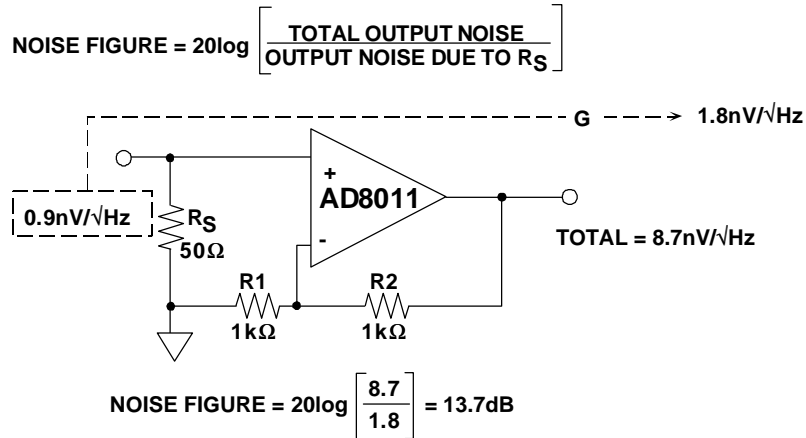 NOISE FIGURE = 20log [TOTAL OUTPUT NOISE
OUTPUT NOISE DUE TO RS]
G
1.8nV/√Hz
0.9nV/√Hz
RS
50Ω
+
AD8011
-
TOTAL = 8.7nV/√Hz
R1
1kΩ
R2
1kΩ
NOISE FIGURE = 20log [8.7
1.8] = 13.7dB